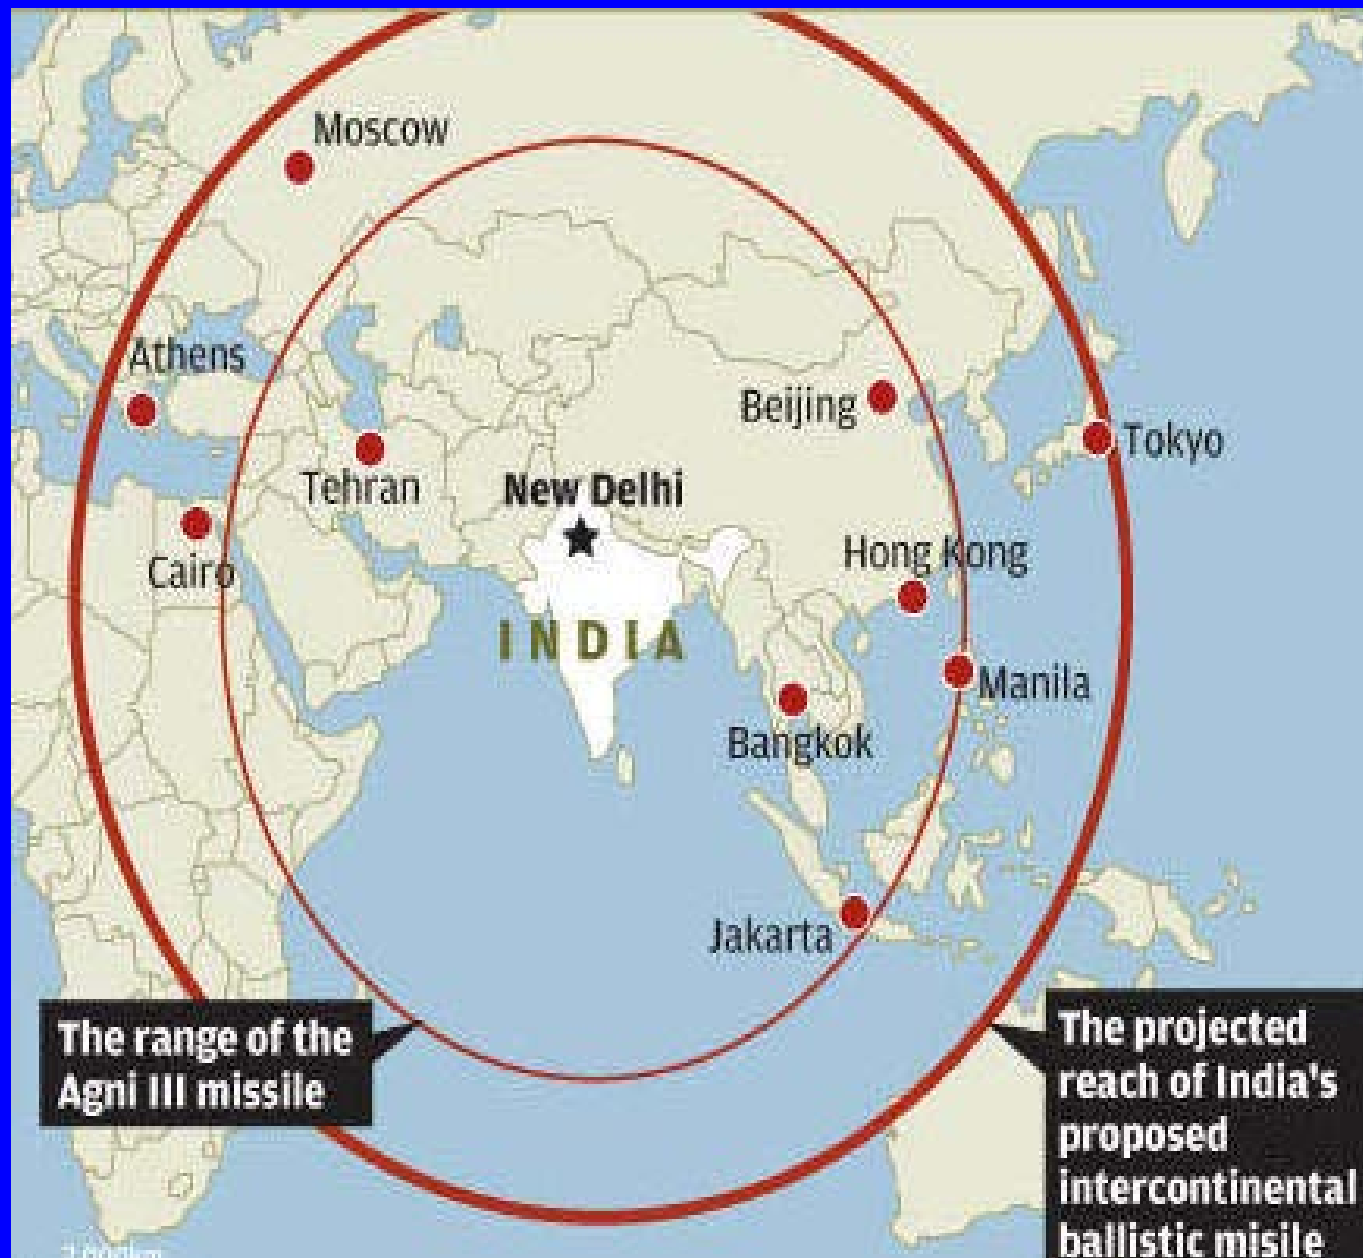 Moscow
Athens
Beijing
Tokyo
Tehran
New Delhi
Hong Kong
Cairo
INDIA
Manila
Bangkok
Jakarta
The range of the
Agni III missile
The projected
reach of India's
proposed
intercontinental
ballistic misile